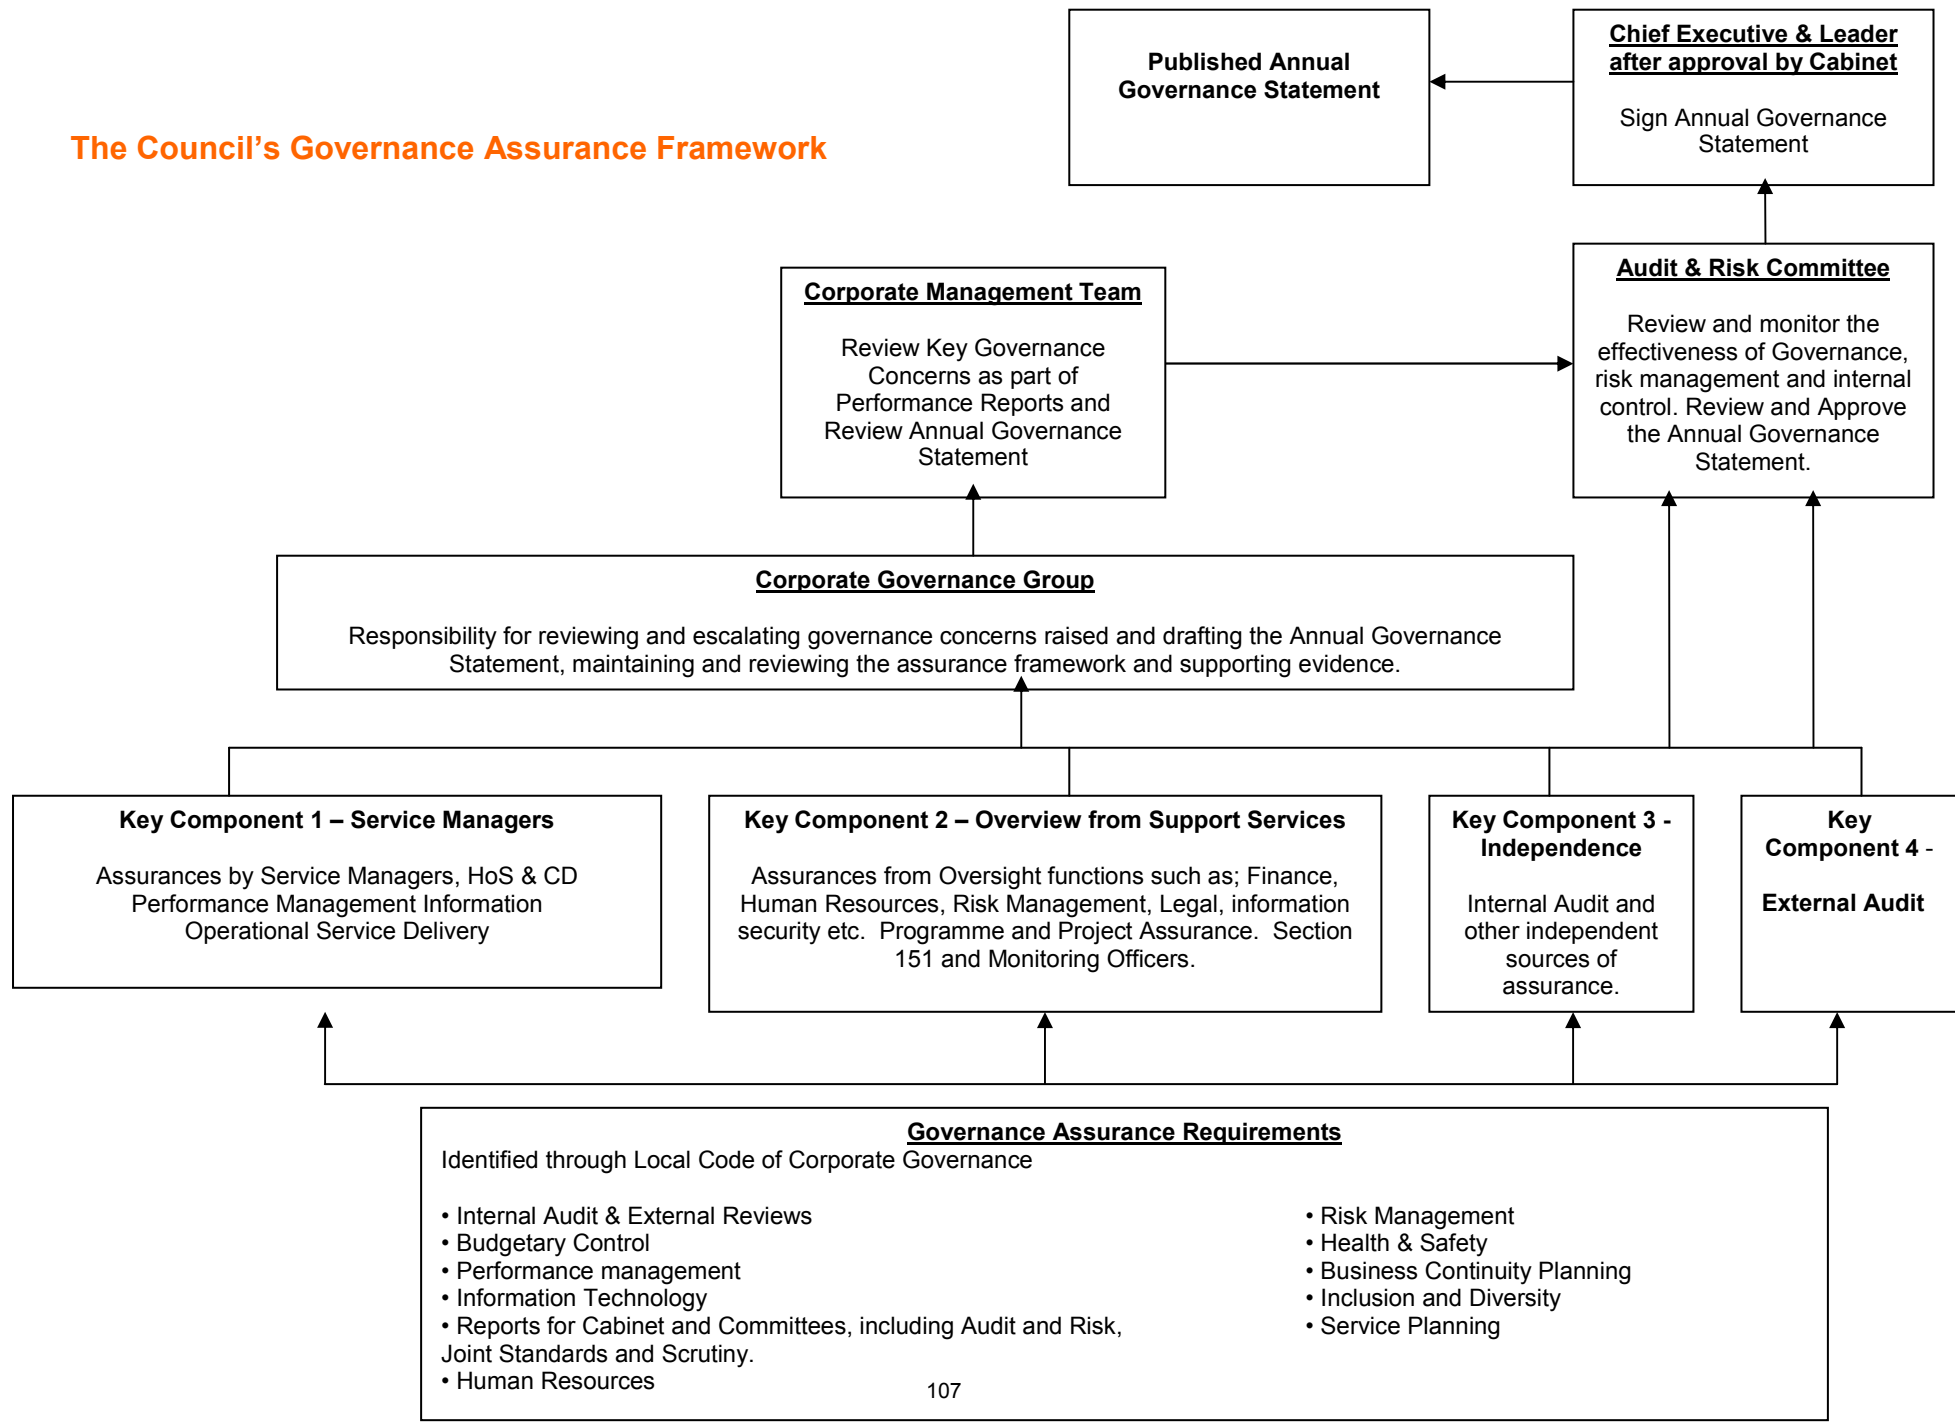 Published Annual
Governance Statement
Chief Executive & Leader
after approval by Cabinet
Sign Annual Governance
Statement
The Council’s Governance Assurance Framework
Corporate Management Team
Review Key Governance
Concerns as part of
Performance Reports and
Review Annual Governance
Statement
Audit & Risk Committee
Review and monitor the
effectiveness of Governance,
risk management and internal
control. Review and Approve
the Annual Governance
Statement.
Corporate Governance Group
Responsibility for reviewing and escalating governance concerns raised and drafting the Annual Governance
Statement, maintaining and reviewing the assurance framework and supporting evidence.
Key Component 1 – Service Managers
Assurances by Service Managers, HoS & CD
Performance Management Information
Operational Service Delivery
Key Component 2 – Overview from Support Services
Assurances from Oversight functions such as; Finance,
Human Resources, Risk Management, Legal, information
security etc.  Programme and Project Assurance.  Section
151 and Monitoring Officers.
Key Component 3 -
Independence
Internal Audit and
other independent
sources of
assurance.
Key
Component 4 -
External Audit
Governance Assurance Requirements
Identified through Local Code of Corporate Governance
• Internal Audit & External Reviews
• Budgetary Control
• Performance management
• Information Technology
• Reports for Cabinet and Committees, including Audit and Risk,
Joint Standards and Scrutiny.
• Human Resources
• Risk Management
• Health & Safety
• Business Continuity Planning
• Inclusion and Diversity
• Service Planning
107